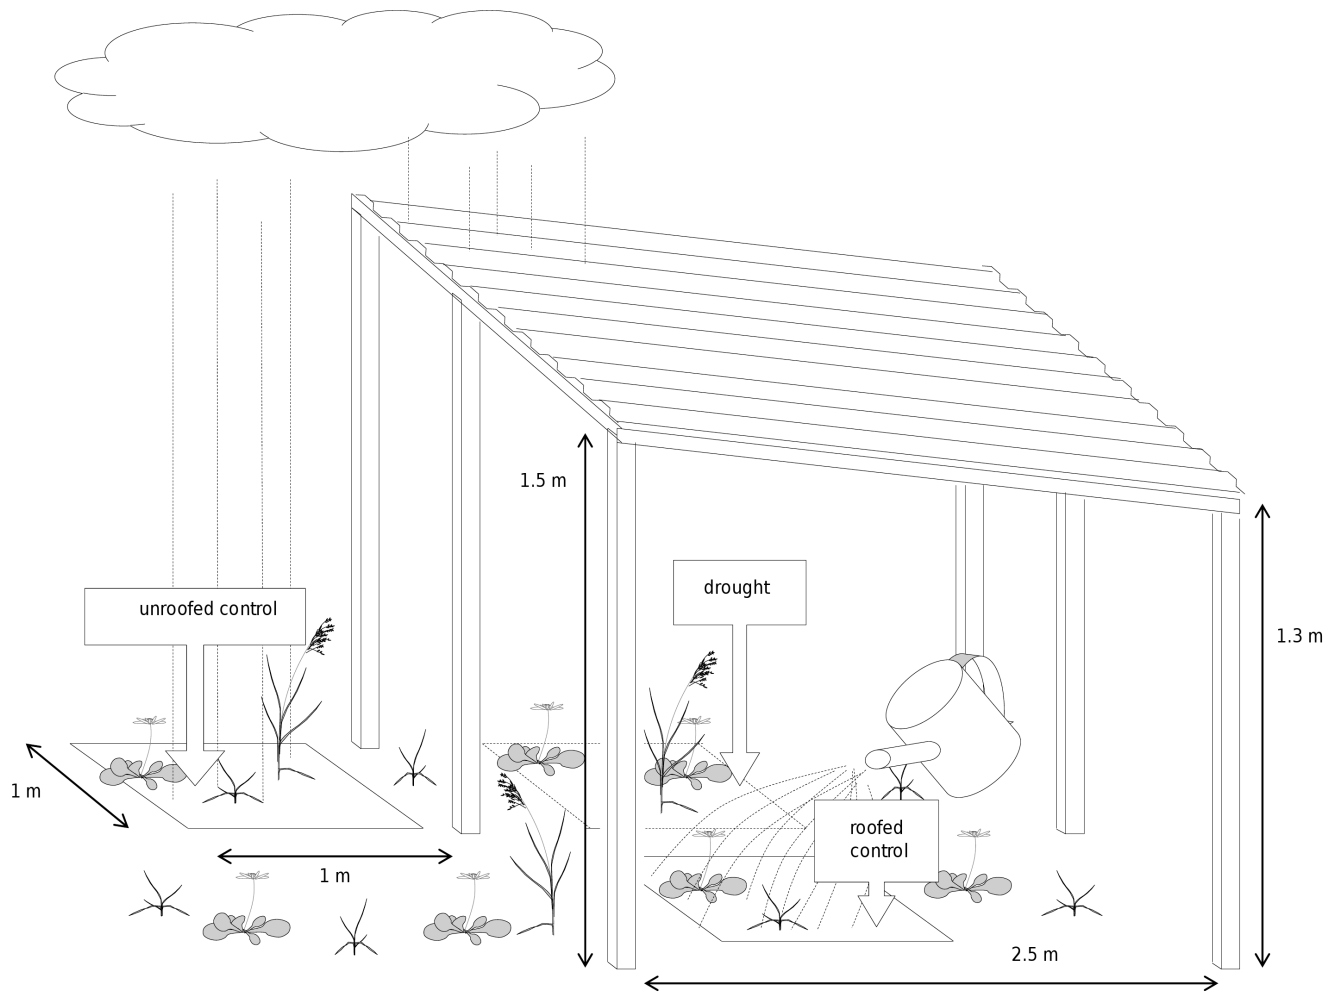 1.5 m
drought
unroofed control
1.3 m
1 m
roofed
control
1 m
2.5 m